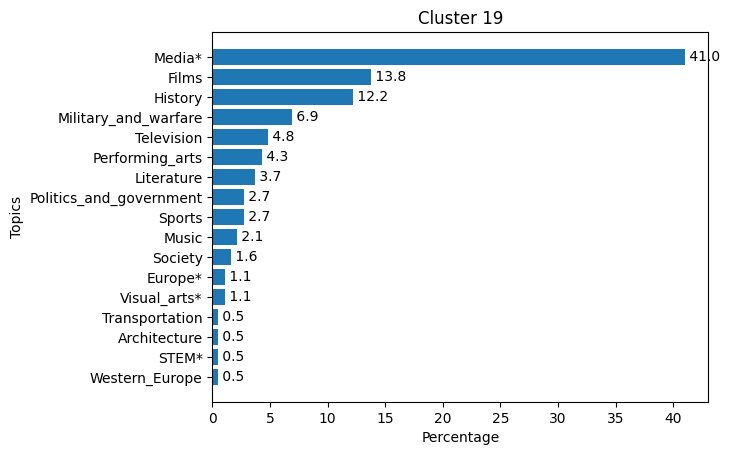 Cluster 19
Topics
Media* 41.0
Films 13.8
History 12.2
Military_and_warfare 6.9
Television 4.8
Performing_arts 4.3
Literature 3.7
Politics_and_government 2.7
Sports 2.7
Music 2.1
Society 1.6
Europe* 1.1
Visual_arts* 1.1
Transportation 0.5
Architecture 0.5
STEM* 0.5
Western_Europe 0.5
0 5 10 15 20 25 30 35 40
Percentage